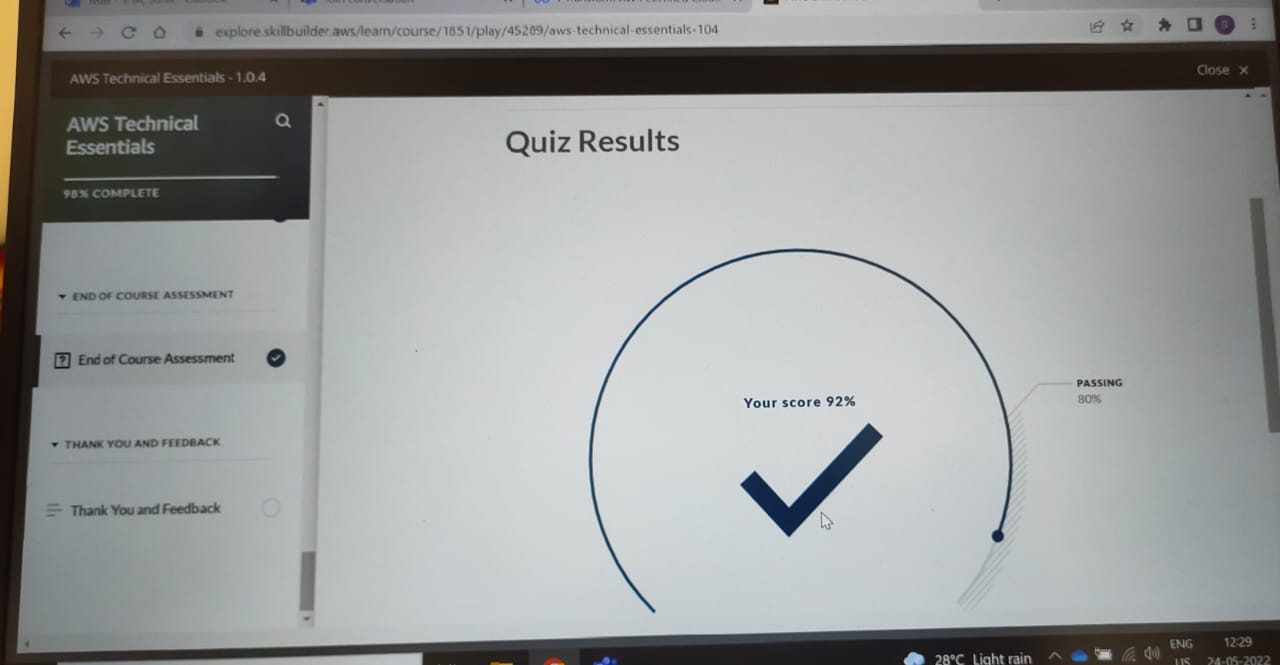 explore.skillbuilder.aws/learn/course/1851/play/45289/aws-technical-essentials-104
AWS Technical Essentials - 1.0.4
Close
AWS Technical
Essentials
98% COMPLETE
Quiz Results
END OF COURSE ASSESSMENT
End of Course Assessment
PASSING
80%
Your score 92%
THANK YOU AND FEEDBACK
Thank You and Feedback
28°C Light rain
ENG
US
12:29
24-05-2022